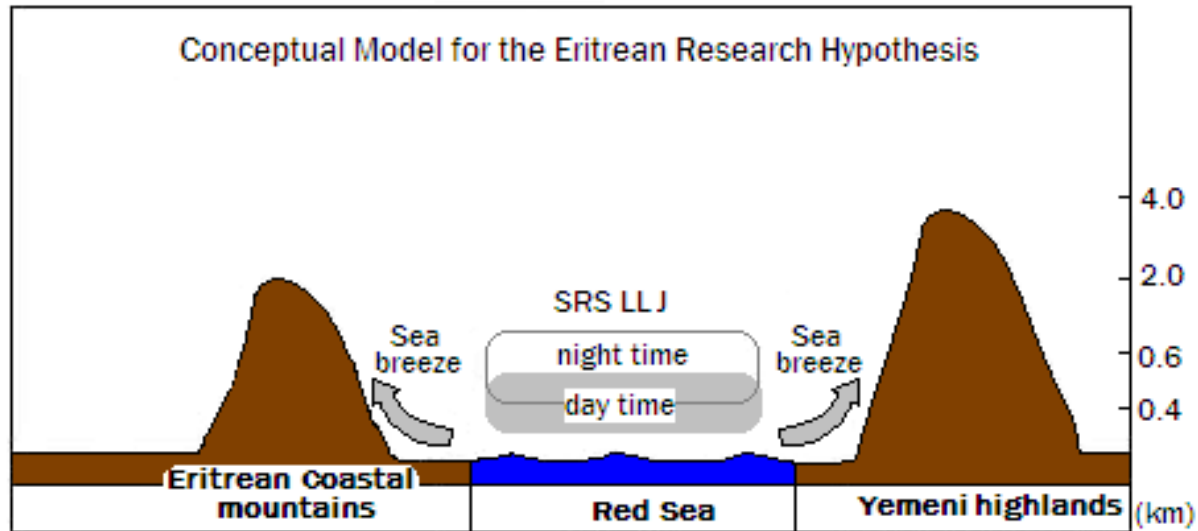 Conceptual Model for the Eritrean Research Hypothesis
4.0
2.0
SRS LLJ
Sea
breeze
night time
Sea
breeze
0.6
day time
0.4
Eritrean Coastal
mountains
Red Sea
Yemeni highlands
(km)